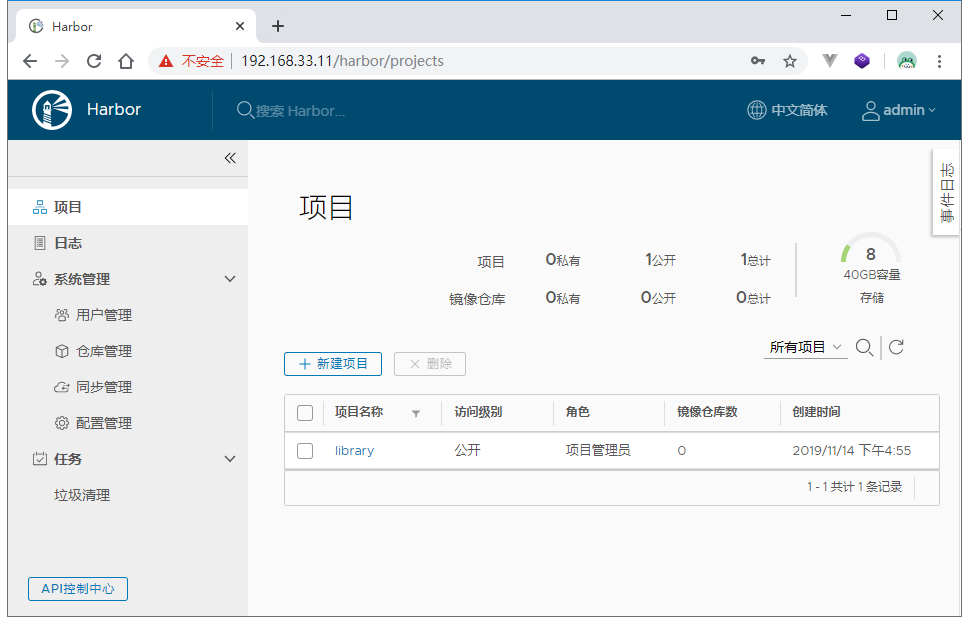 Harbor
不安全 192.168.33.11/harbor/projects
Harbor
搜索 Harbor...
中文简体
admin
事件日志
项目
日志
系统管理
用户管理
仓库管理
同步管理
配置管理
任务
垃圾清理
API控制中心
项目
项目 0私有 1公开 1总计
镜像仓库 0私有 0公开 0总计
8
40GB容量
存储
新建项目 删除
所有项目
项目名称 访问级别 角色 镜像仓库数 创建时间
library 公开 项目管理员 0 2019/11/14 下午4:55
1 - 1 共计 1 条记录